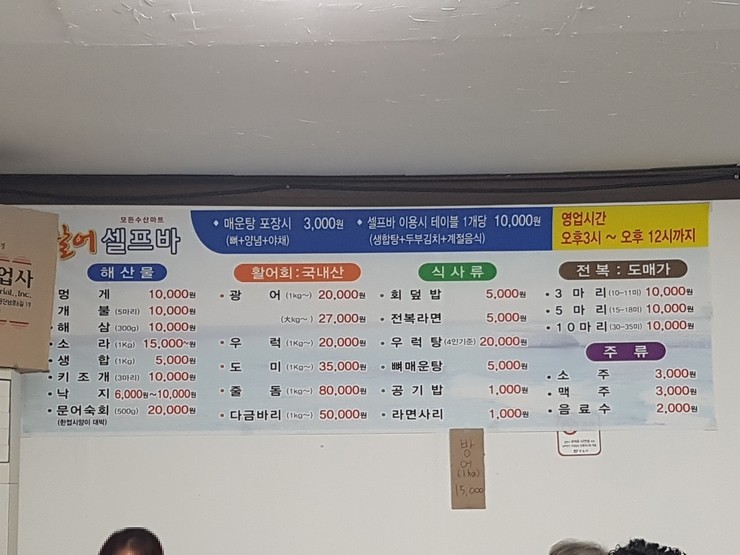 모든수산마트
활어 셀프바
• 매운탕 포장시 3,000원
(뼈+양념+야채)
• 셀프바 이용시 테이블 1개당 10,000원
(생합탕+두부김치+계절음식)
영업시간
오후3시 ~ 오후 12시까지
해산물
멍 게 10,000원
개 불 (5마리) 10,000원
• 해 삼 (300g) 10,000원
• 소 라 (1Kg) 15,000~원
• 생 합 (1Kg) 5,000원
• 키 조 개 (3마리) 10,000원
• 낙 지 6,000원~10,000원
• 문어숙회 (500g) 20,000원
(한접시양이 대박)
활어회:국내산
• 광 어 (1kg~) 20,000원
(大kg~) 27,000원
• 우 럭 (1Kg~) 20,000원
• 도 미 (1Kg~) 35,000원
• 줄 돔 (1Kg~) 80,000원
• 다금바리 (1Kg~) 50,000원
식사류
• 회 덮 밥 5,000원
• 전복라면 5,000원
• 우 럭 탕 (4인기준) 20,000원
• 뼈매운탕 5,000원
• 공 기 밥 1,000원
• 라면사리 1,000원
전복 : 도매가
• 3 마 리 (10~11미) 10,000원
• 5 마 리 (15~18미) 10,000원
• 10마 리 (30~35미) 10,000원
주류
• 소 주 3,000원
• 맥 주 3,000원
• 음 료 수 2,000원
방
어
(1kg)
15,000
업사
Inc.